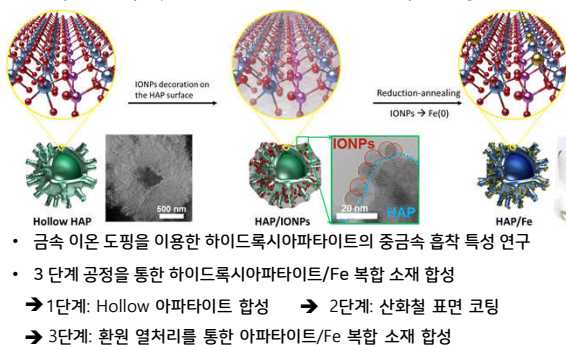 IONPs decoration on
the HAP surface
Reduction-annealing
IONPs → Fe(0)
500 nm
IONPs
20 nm
HAP
Hollow HAP
HAP/IONPs
HAP/Fe
• 금속 이온 도핑을 이용한 하이드록시아파타이트의 중금속 흡착 특성 연구
• 3 단계 공정을 통한 하이드록시아파타이트/Fe 복합 소재 합성
➔ 1단계: Hollow 아파타이트 합성 ➔ 2단계: 산화철 표면 코팅
➔ 3단계: 환원 열처리를 통한 아파타이트/Fe 복합 소재 합성